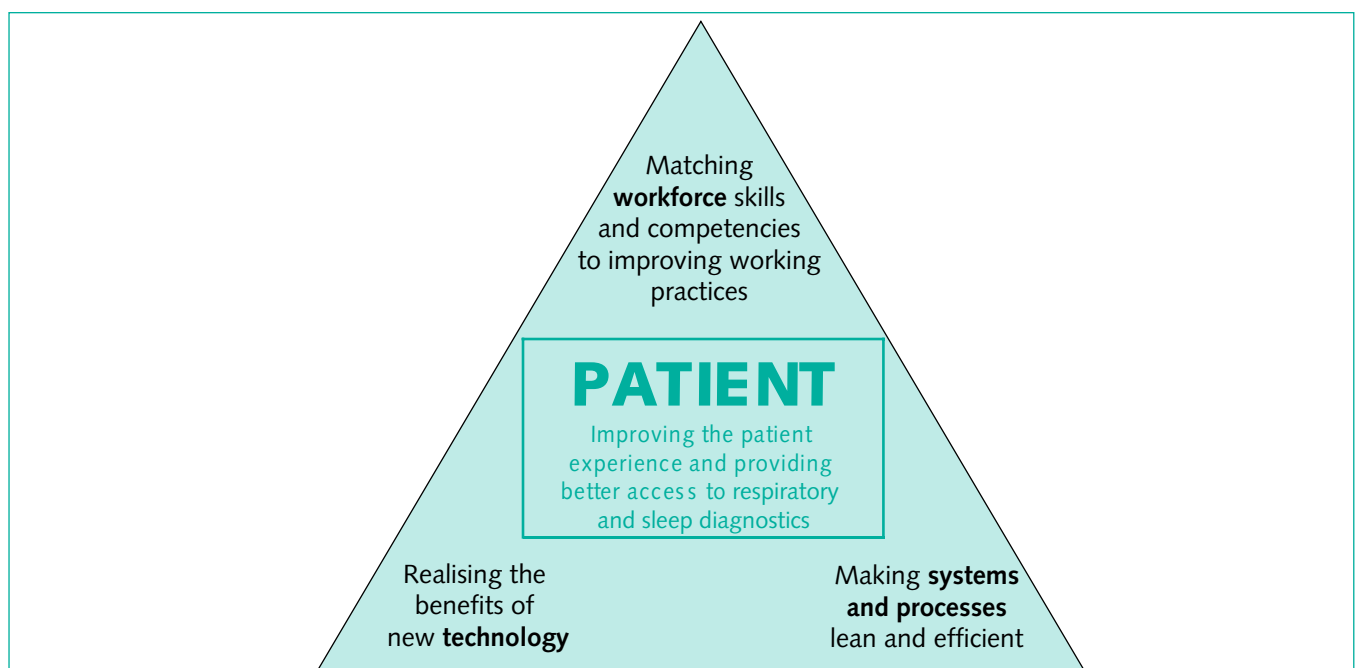 Matching
workforce skills
and competencies
to improving working
practices
PATIENT
Improving the patient
experience and providing
better access to respiratory
and sleep diagnostics
Realising the
benefits of
new technology
Making systems
and processes
lean and efficient